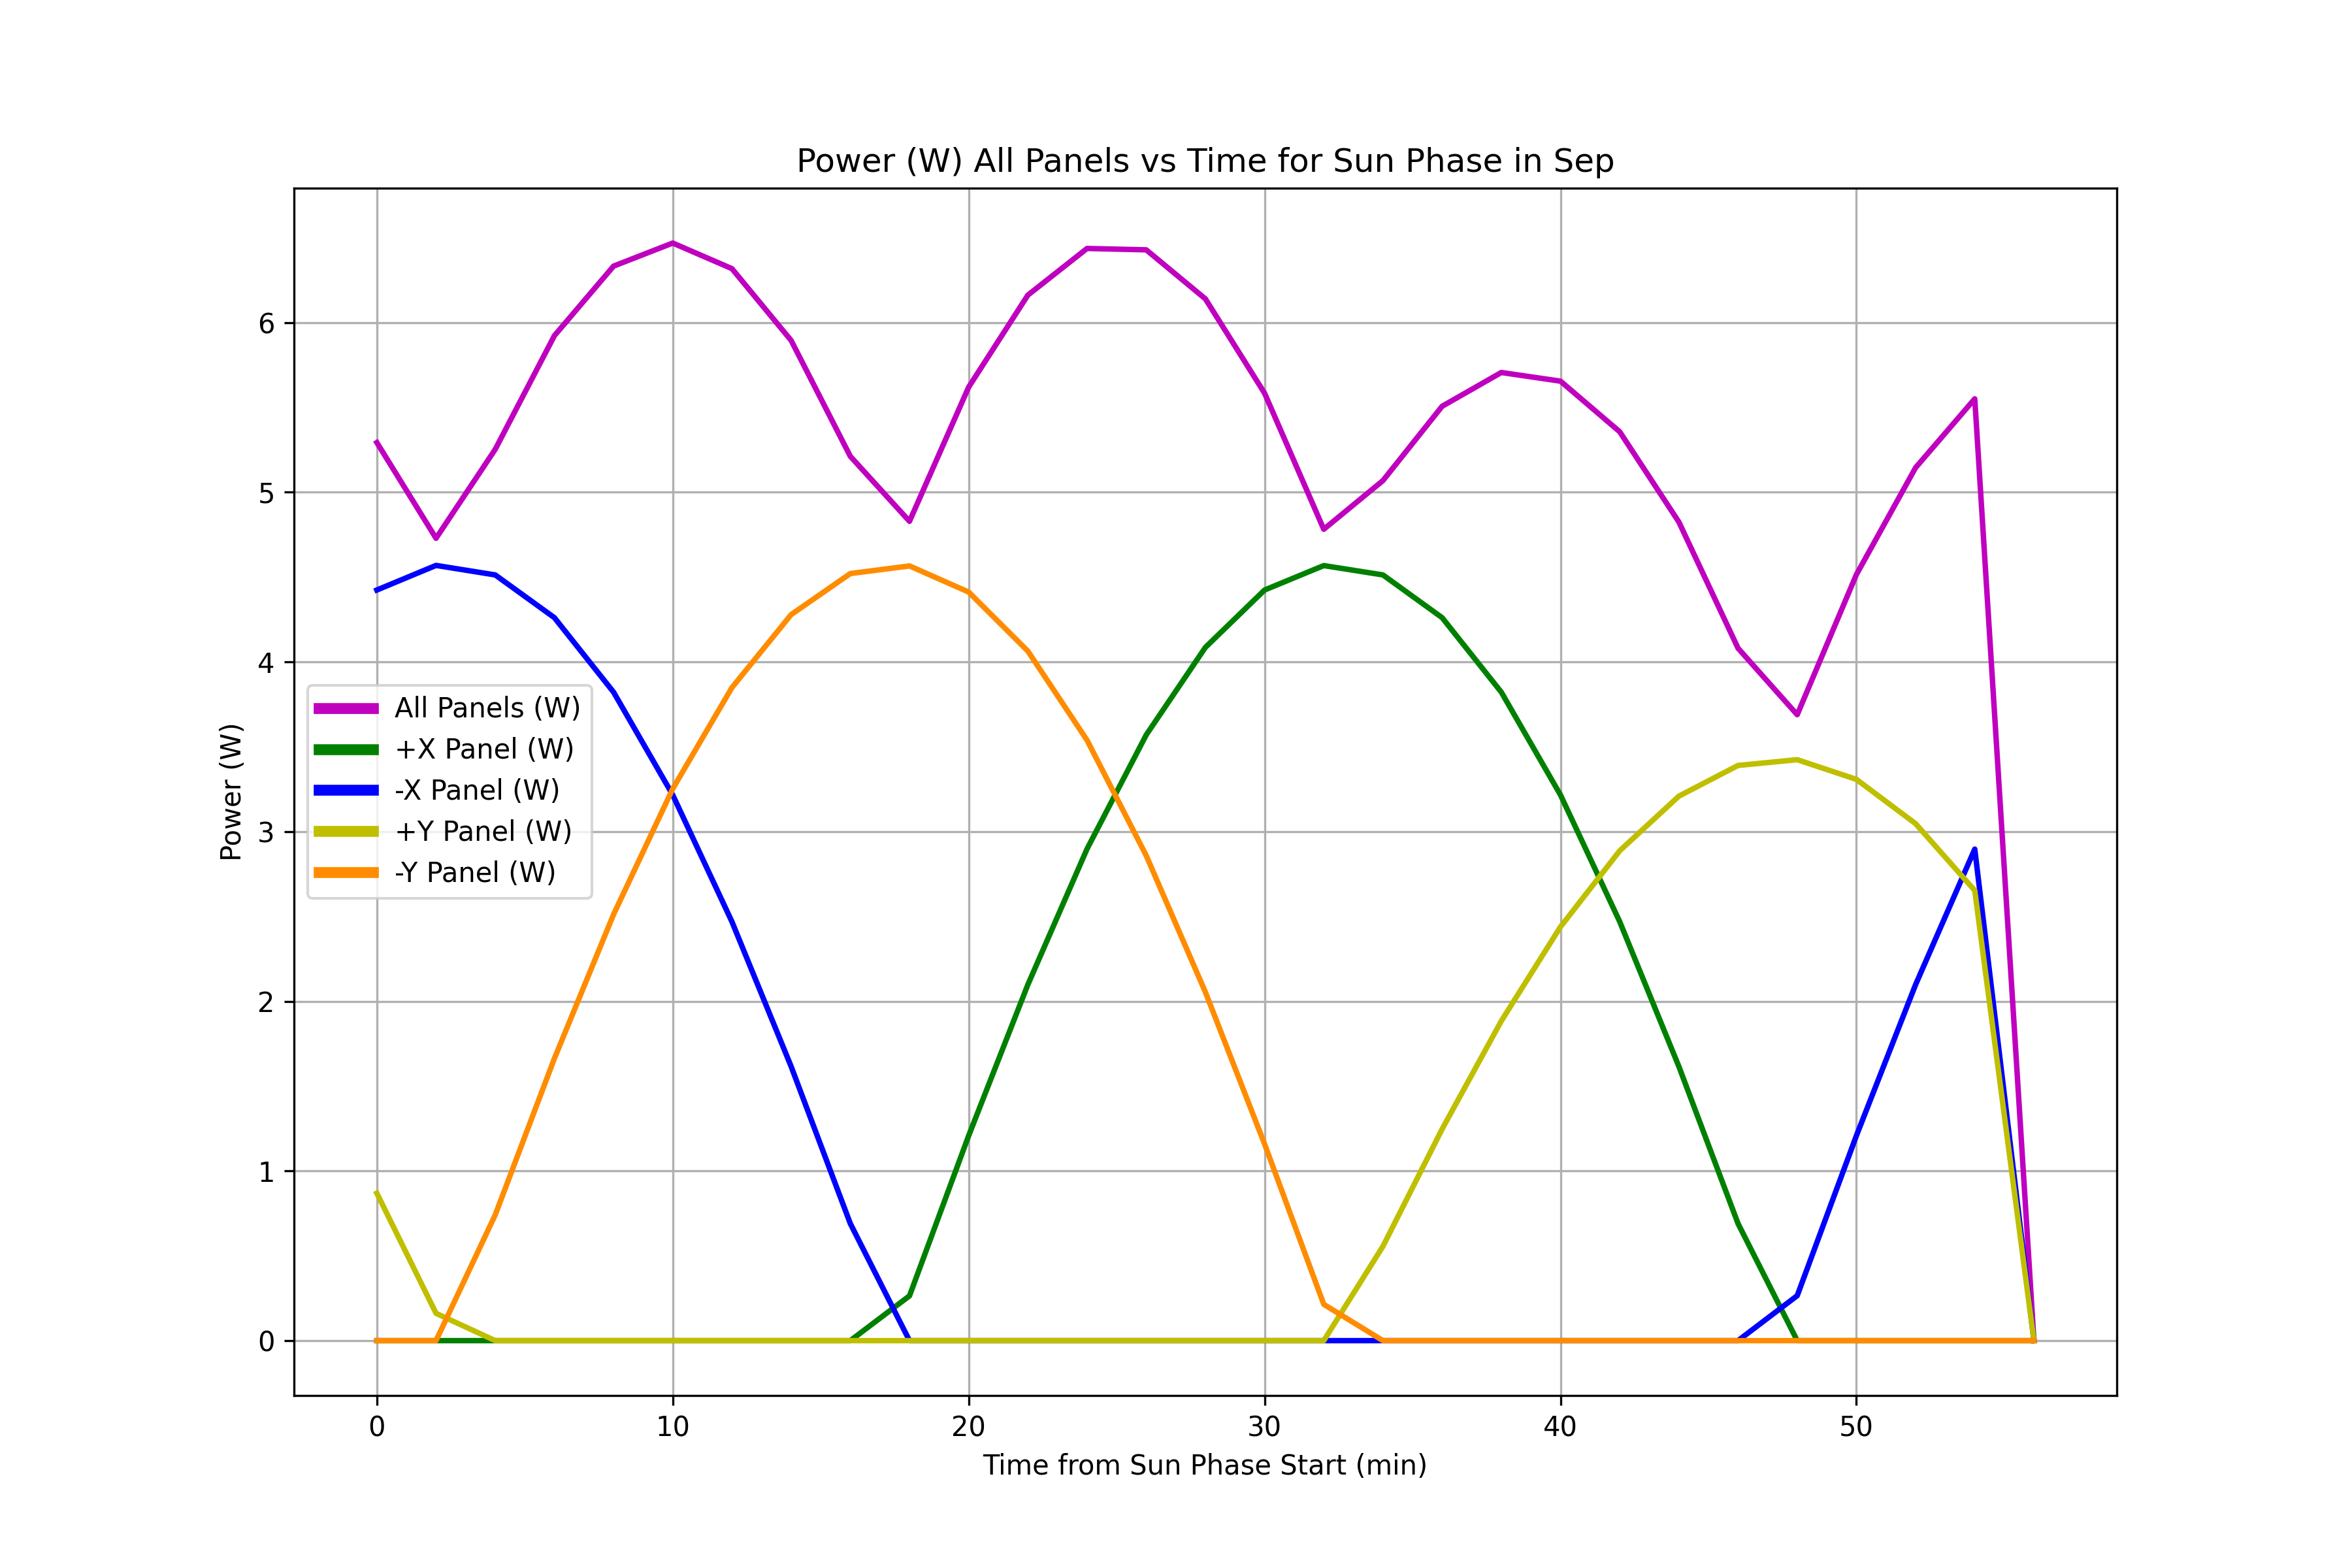 Power (W) All Panels vs Time for Sun Phase in Sep
6
5
4
3
2
1
0
Power (W)
All Panels (W)
+X Panel (W)
-X Panel (W)
+Y Panel (W)
-Y Panel (W)
0 10 20 30 40 50
Time from Sun Phase Start (min)